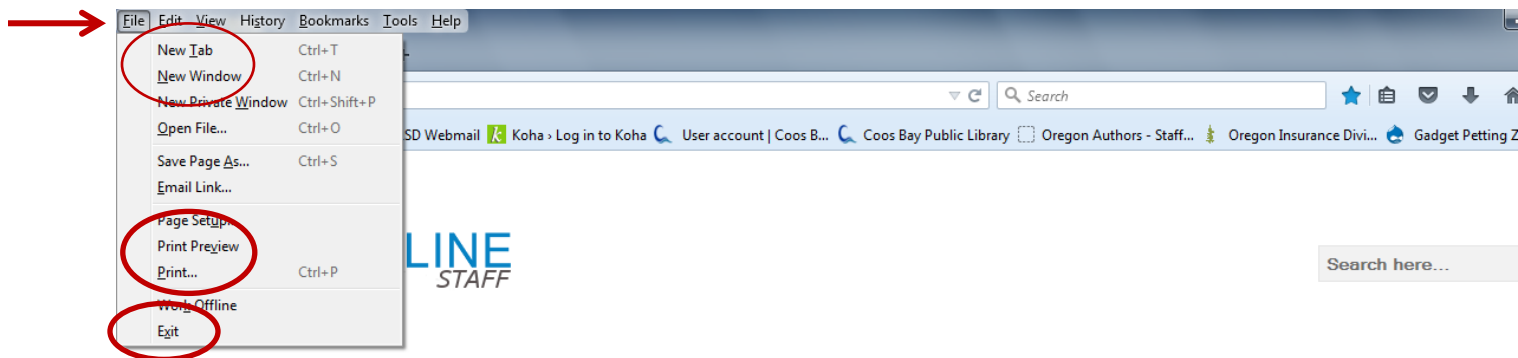 File Edit View History Bookmarks Tools Help
New Tab Ctrl+T
New Window Ctrl+N
New Private Window Ctrl+Shift+P
Search
Open File... Ctrl+O
SD Webmail Koha › Log in to Koha User account | Coos B... Coos Bay Public Library Oregon Authors - Staff... Oregon Insurance Divi... Gadget Petting Z
Save Page As... Ctrl+S
Email Link...
Page Setup...
Print Preview
LINE
Search here...
Print... Ctrl+P
STAFF
Work Offline
Exit